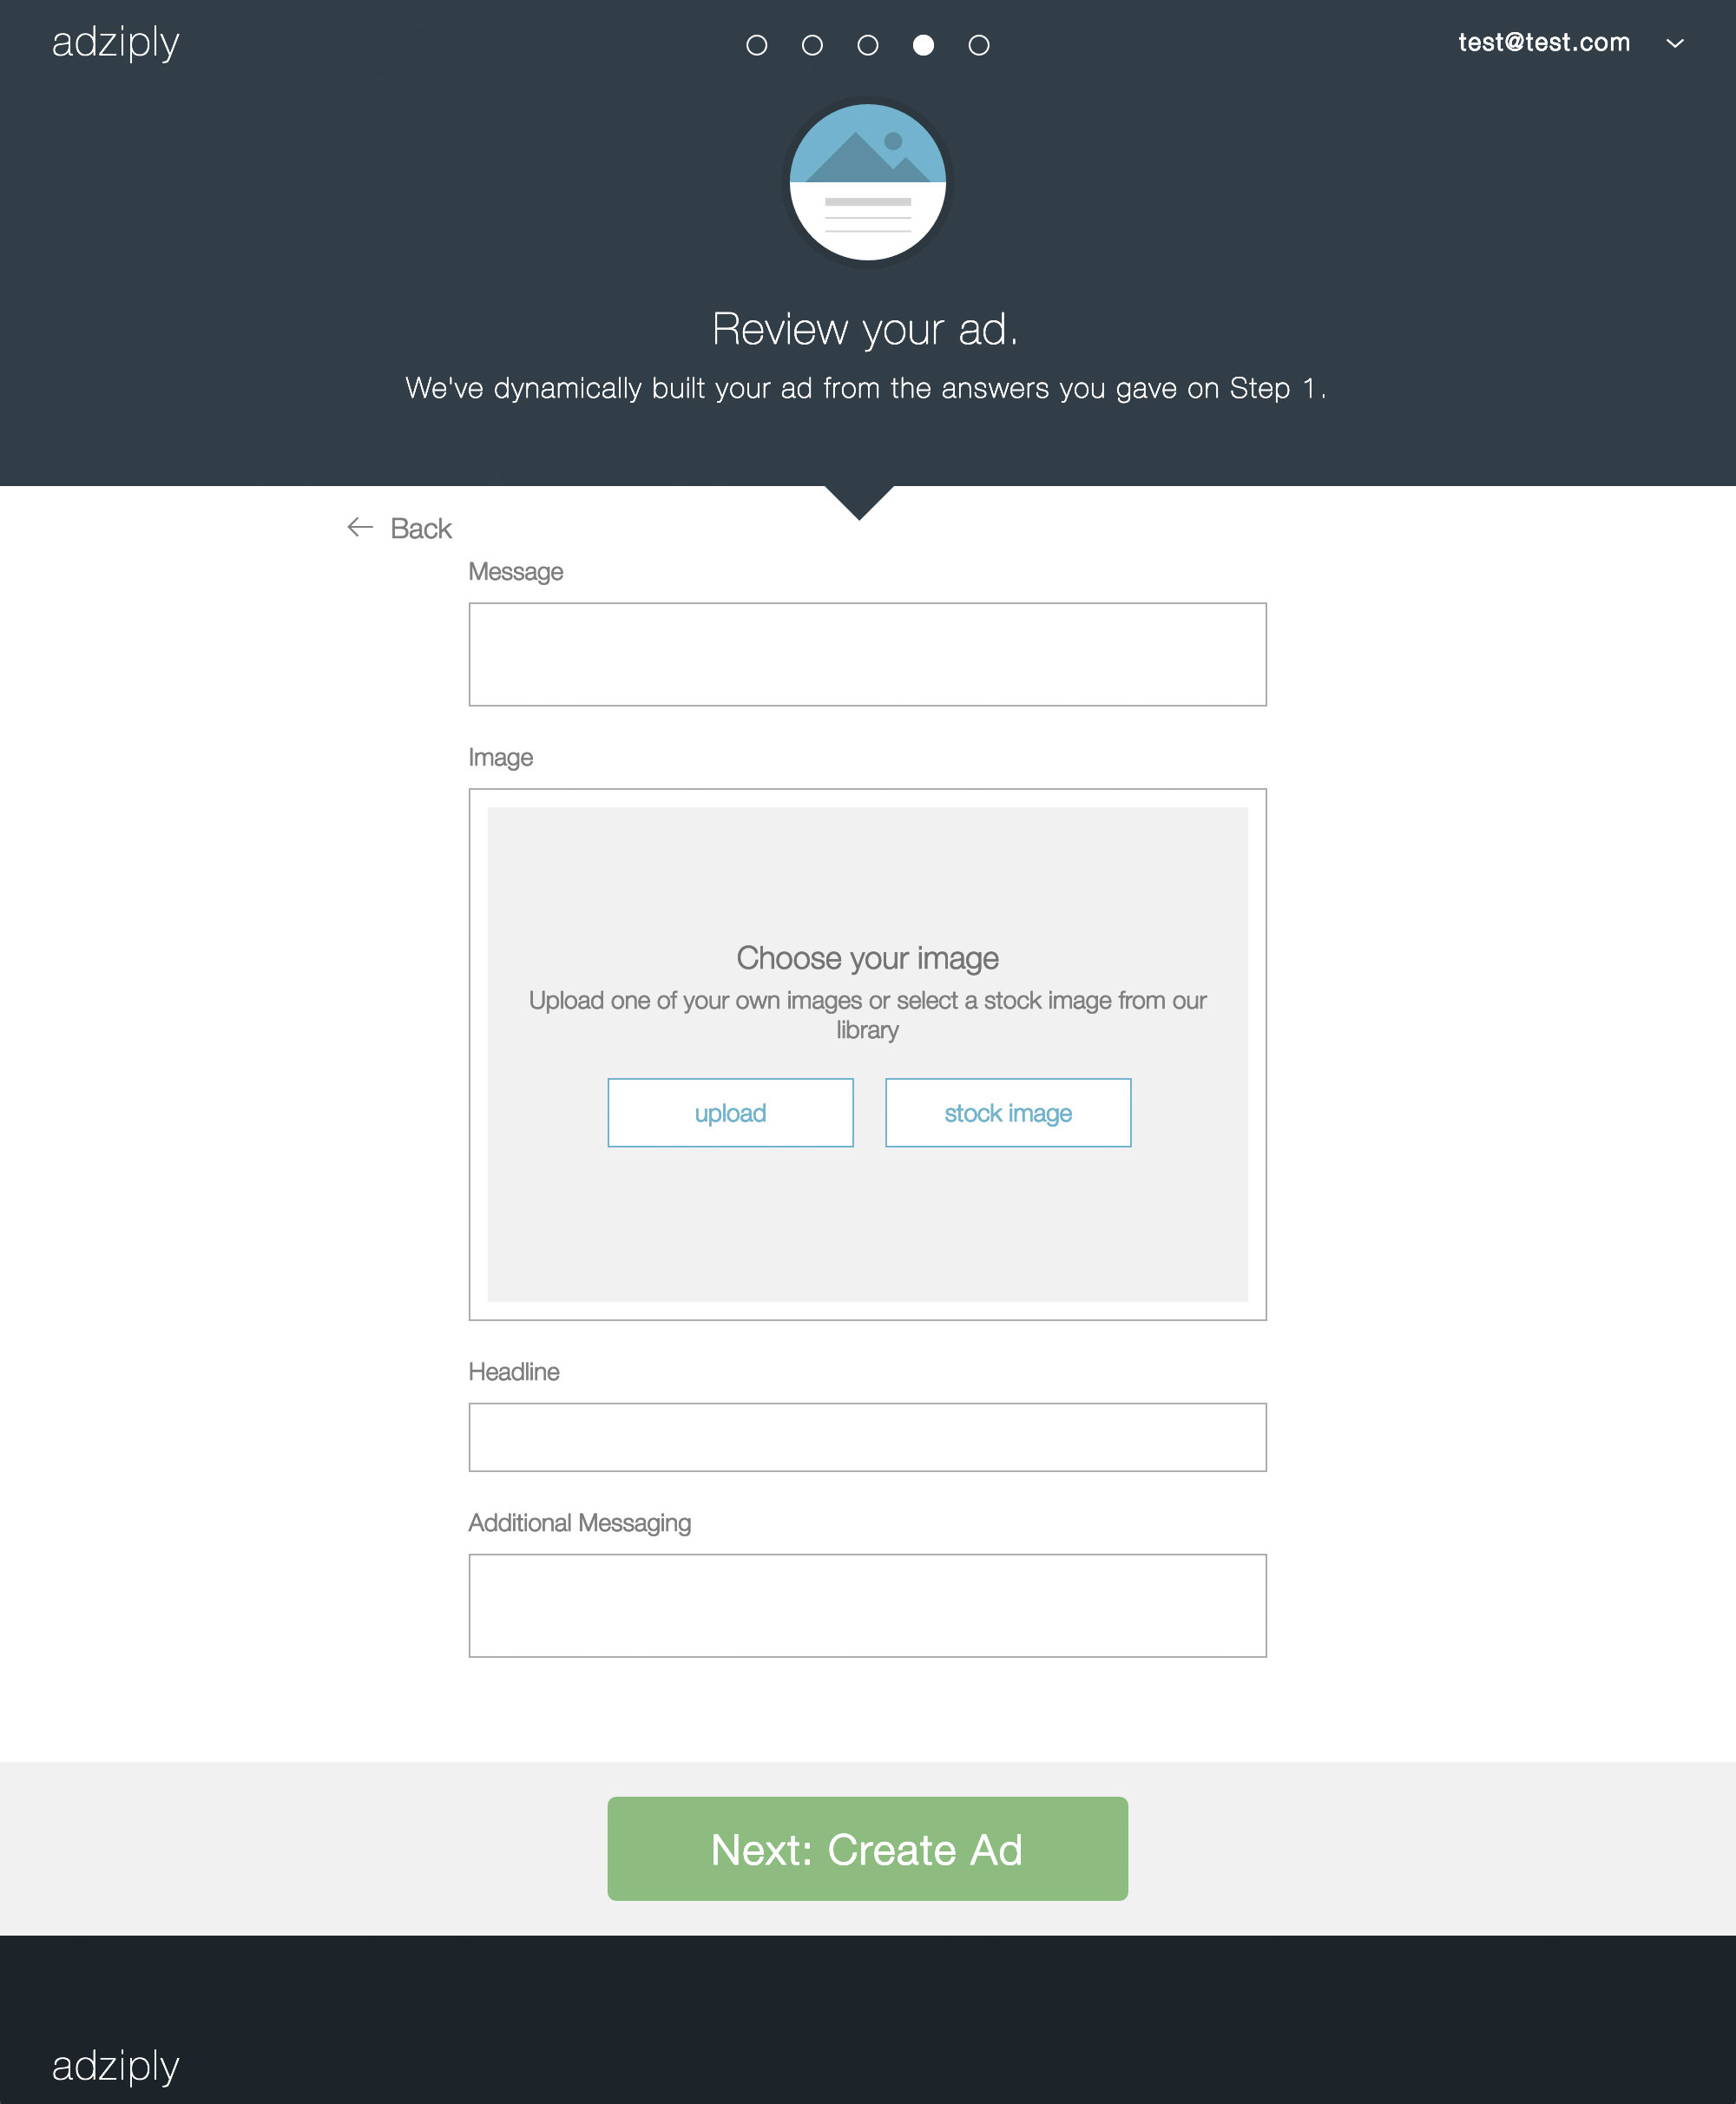 adziply
test@test.com
Review your ad.
We've dynamically built your ad from the answers you gave on Step 1.
Back
Message
Image
Choose your image
Upload one of your own images or select a stock image from our
library
upload
stock image
Headline
Additional Messaging
Next: Create Ad
adziply